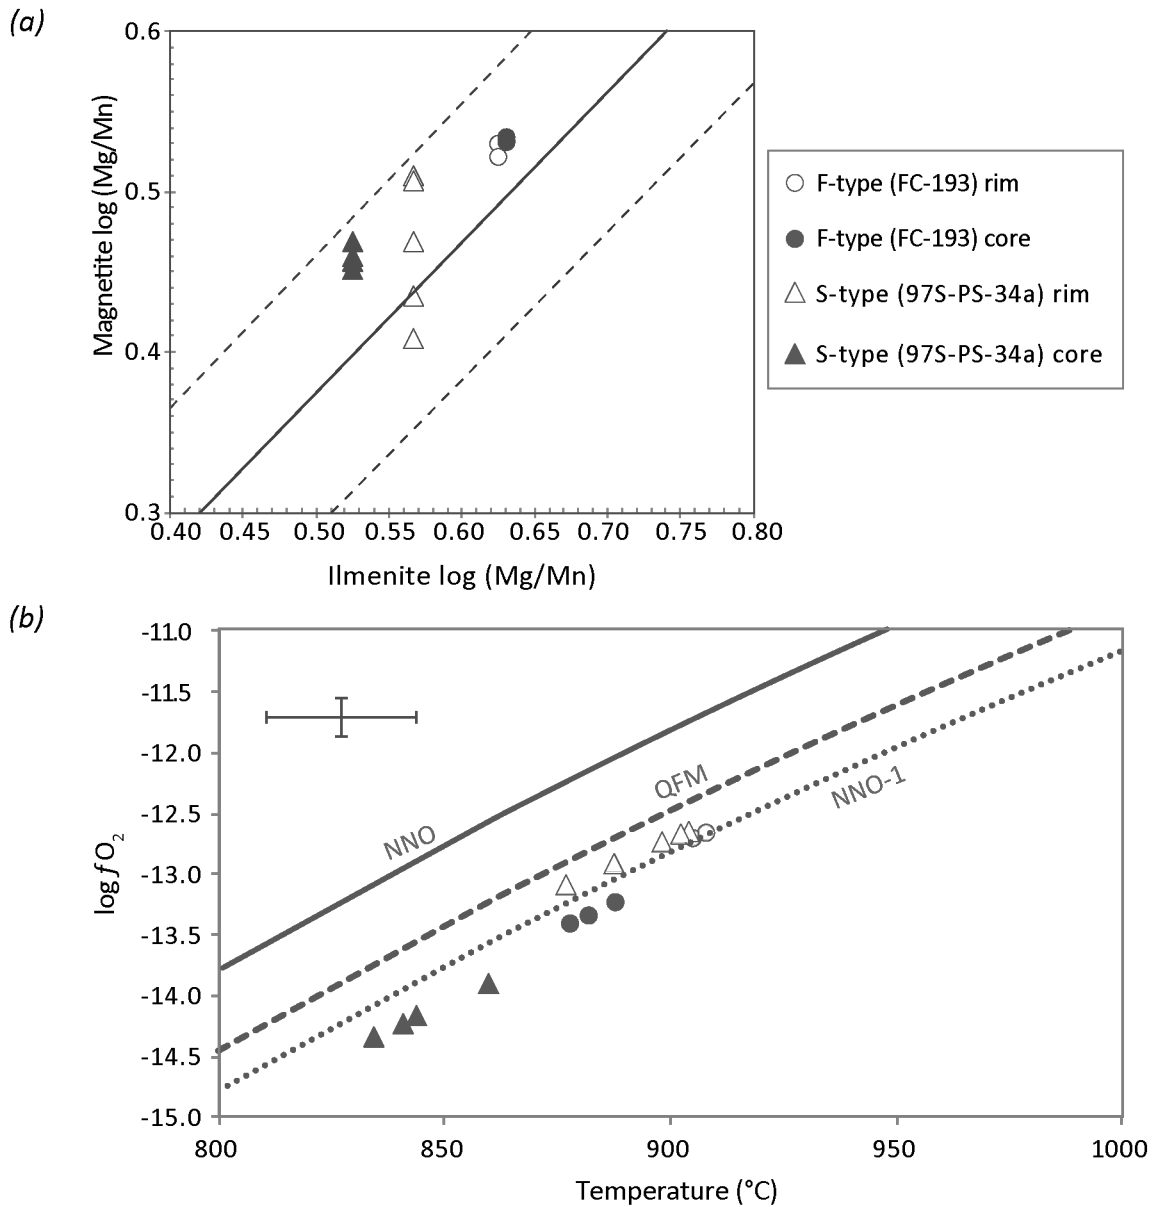 (a)
0.6
0.5
0.4
0.3
Magnetite log (Mg/Mn)
0.40 0.45 0.50 0.55 0.60 0.65 0.70 0.75 0.80
Ilmenite log (Mg/Mn)
F-type (FC-193) rim
F-type (FC-193) core
S-type (97S-PS-34a) rim
S-type (97S-PS-34a) core
(b)
-11.0
-11.5
-12.0
-12.5
-13.0
-13.5
-14.0
-14.5
-15.0
log fO2
NNO
QFM
NNO-1
800 850 900 950 1000
Temperature (°C)